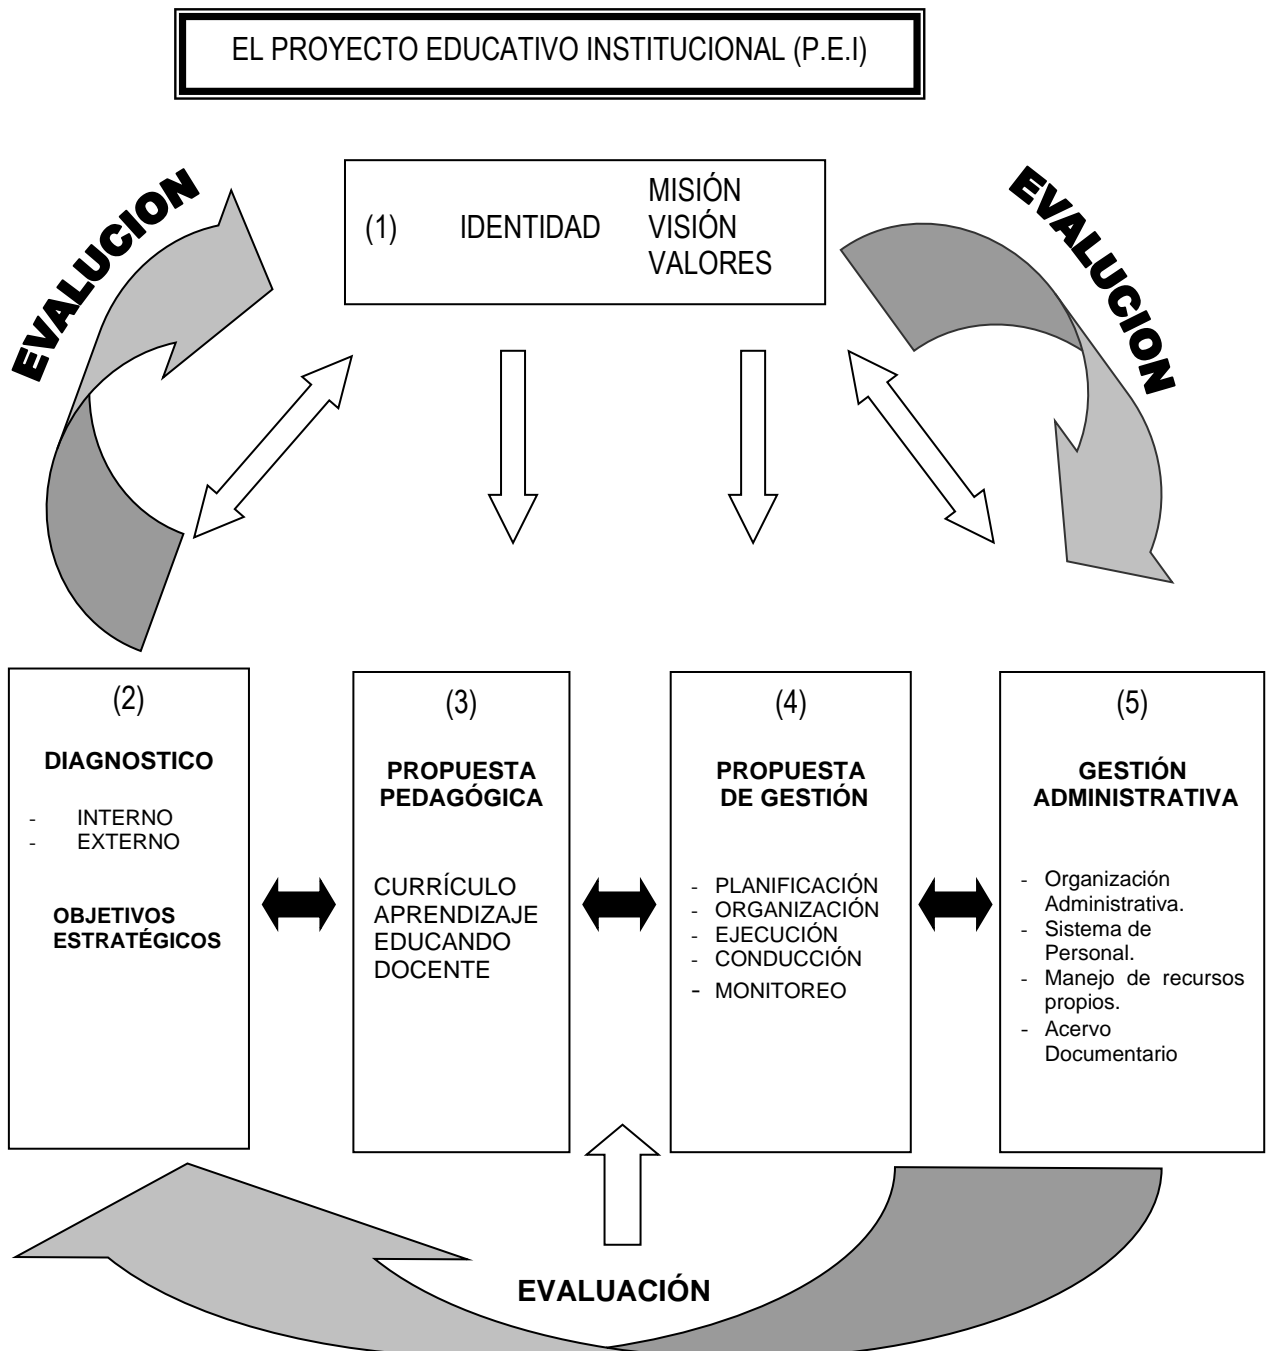 EL PROYECTO EDUCATIVO INSTITUCIONAL (P.E.I)
EVALUCION
EVALUCION
(1) IDENTIDAD
MISIÓN
VISIÓN
VALORES
(2)
DIAGNOSTICO
- INTERNO
- EXTERNO
OBJETIVOS
ESTRATÉGICOS
(3)
PROPUESTA
PEDAGÓGICA
CURRÍCULO
APRENDIZAJE
EDUCANDO
DOCENTE
(4)
PROPUESTA
DE GESTIÓN
- PLANIFICACIÓN
- ORGANIZACIÓN
- EJECUCIÓN
- CONDUCCIÓN
- MONITOREO
(5)
GESTIÓN
ADMINISTRATIVA
- Organización
Administrativa.
- Sistema de
Personal.
- Manejo de recursos
propios.
- Acervo
Documentario
EVALUACIÓN